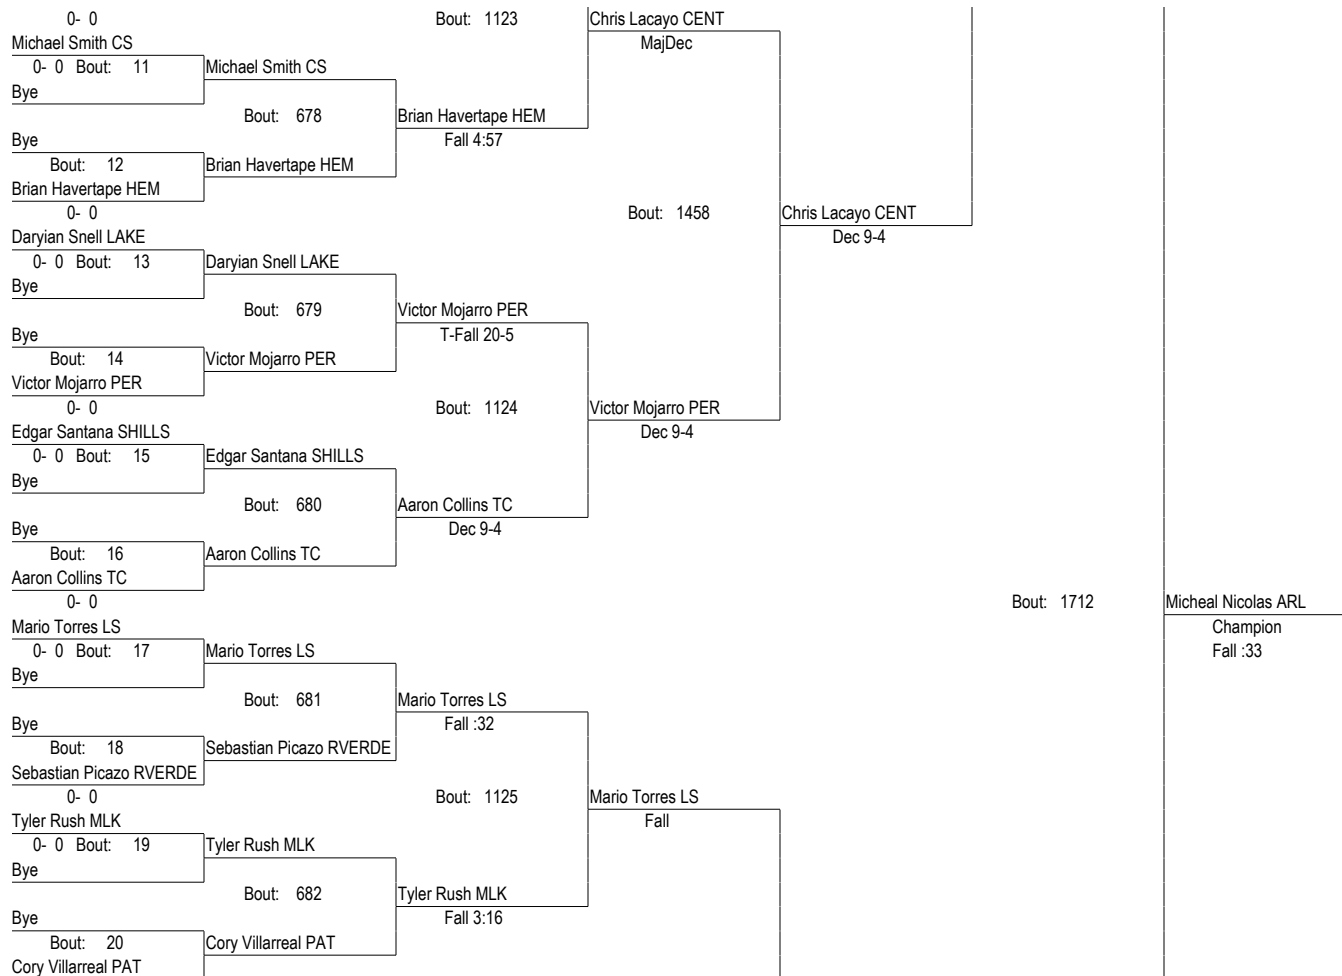 0- 0 Bout: 1123 Chris Lacayo CENT
Michael Smith CS MajDec
0- 0 Bout: 11 Michael Smith CS
Bye
Bout: 678 Brian Havertape HEM
Bye Fall 4:57
Bout: 12 Brian Havertape HEM
Brian Havertape HEM
0- 0 Bout: 1458 Chris Lacayo CENT
Daryian Snell LAKE Dec 9-4
0- 0 Bout: 13 Daryian Snell LAKE
Bye
Bout: 679 Victor Mojarro PER
Bye T-Fall 20-5
Bout: 14 Victor Mojarro PER
Victor Mojarro PER
0- 0 Bout: 1124 Victor Mojarro PER
Edgar Santana SHILLS Dec 9-4
0- 0 Bout: 15 Edgar Santana SHILLS
Bye
Bout: 680 Aaron Collins TC
Bye Dec 9-4
Bout: 16 Aaron Collins TC
Aaron Collins TC
0- 0 Bout: 1712 Micheal Nicolas ARL
Mario Torres LS Champion
0- 0 Bout: 17 Mario Torres LS Fall :33
Bye
Bout: 681 Mario Torres LS
Bye Fall :32
Bout: 18 Sebastian Picazo RVERDE
Sebastian Picazo RVERDE
0- 0 Bout: 1125 Mario Torres LS
Tyler Rush MLK Fall
0- 0 Bout: 19 Tyler Rush MLK
Bye
Bout: 682 Tyler Rush MLK
Bye Fall 3:16
Bout: 20 Cory Villarreal PAT
Cory Villarreal PAT